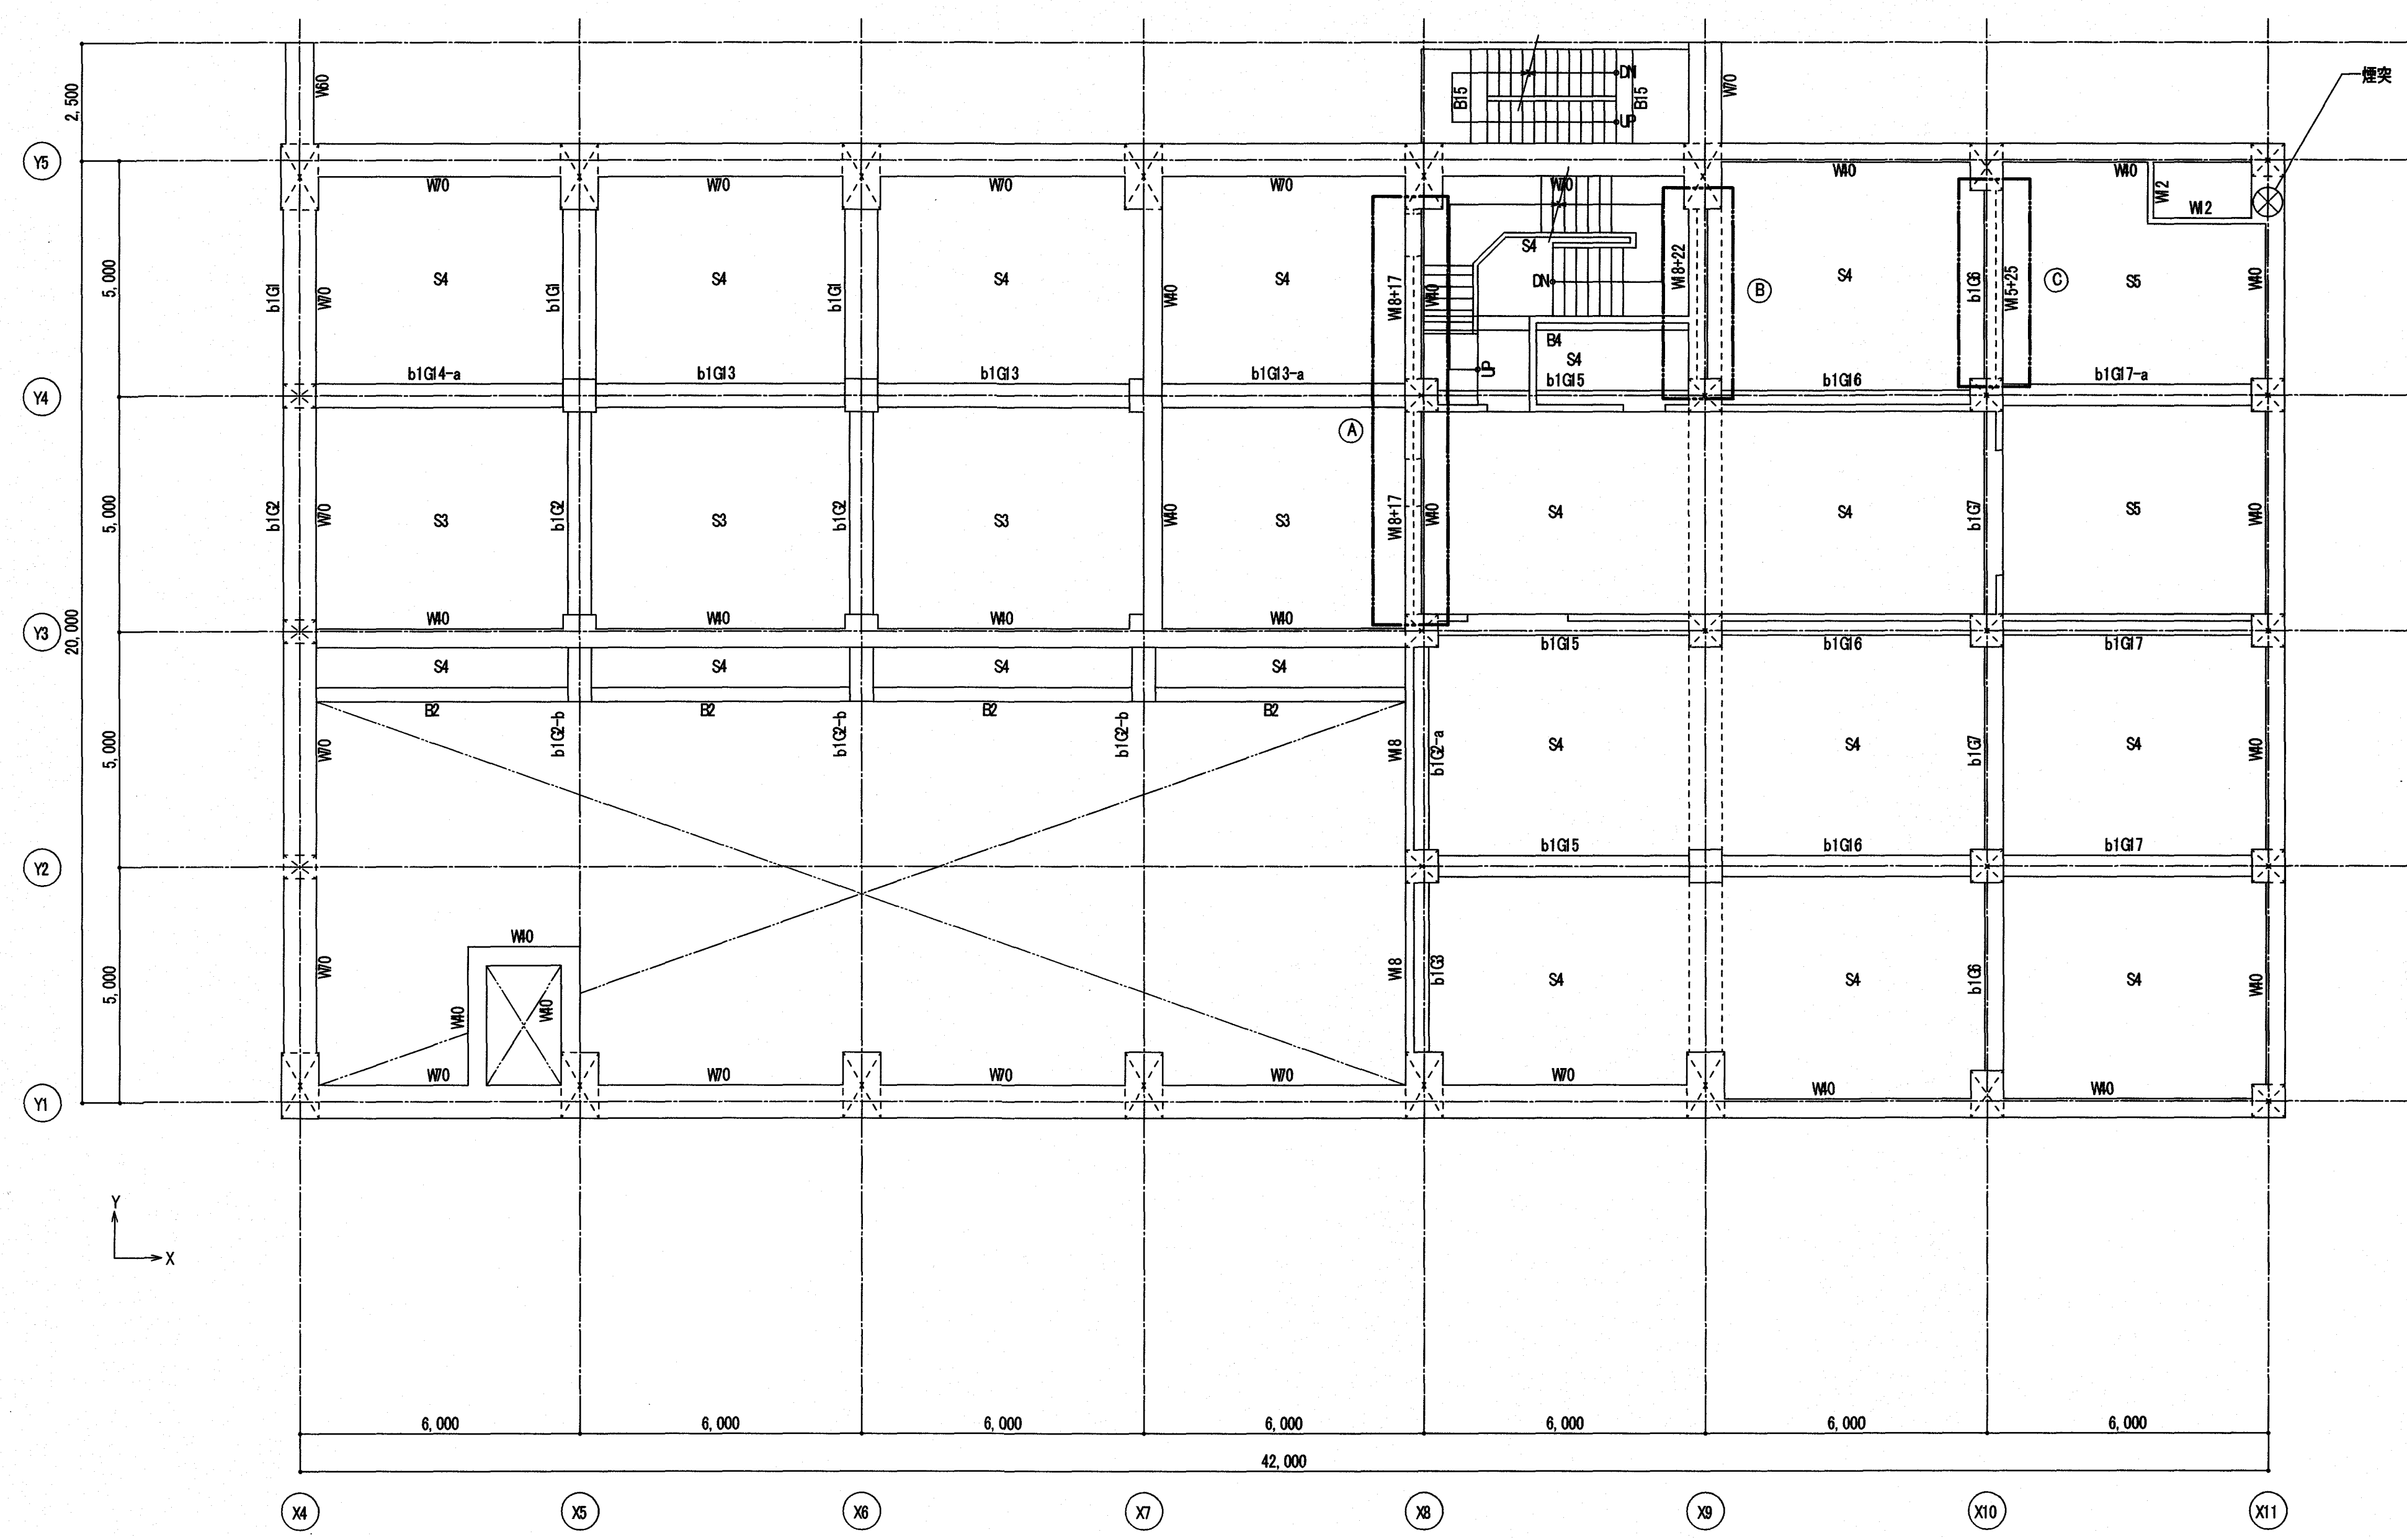 煙突
W60
B15
DN
UP
B15
W70
2,500
Y5
W70
W70
W70
W70
W70
W40
W40
W12
W12
5,000
b1G1
W70
S4
b1G1
S4
b1G1
S4
W40
S4
W18+17
W40
S4
DN
W18+22
B
S4
b1G6
W15+25
C
S5
W40
B4
S4
UP
b1G14-a
b1G13
b1G13
b1G13-a
b1G15
b1G16
b1G17-a
Y4
A
5,000
b1G2
W70
S3
b1G2
S3
b1G2
S3
W40
S3
W18+17
W40
S4
S4
b1G7
S5
W40
W40
W40
W40
W40
Y3
20,000
b1G15
b1G16
b1G17
S4
S4
S4
S4
B2
B2
B2
B2
5,000
W70
b1G2-b
b1G2-b
b1G2-b
W18
b1G2-a
S4
S4
b1G7
S4
W40
b1G15
b1G16
b1G17
Y2
5,000
W70
W40
W40
W40
W18
b1G3
S4
S4
b1G6
S4
W40
W70
W70
W70
W70
W70
W40
W40
Y1
Y
X
6,000
6,000
6,000
6,000
6,000
6,000
6,000
42,000
X4
X5
X6
X7
X8
X9
X10
X11